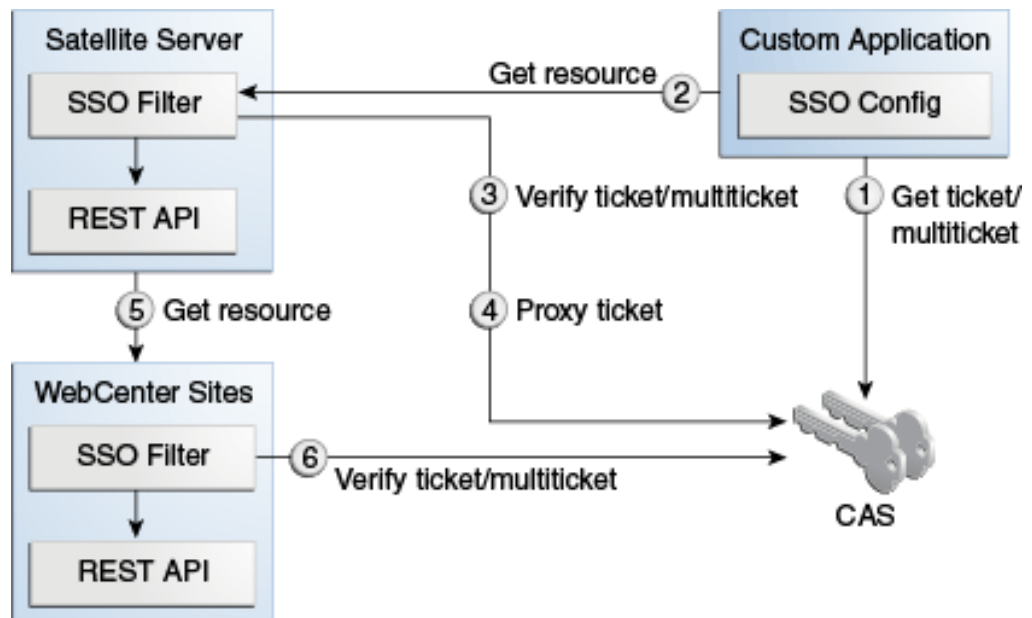 Satellite Server
SSO Filter
REST API
Custom Application
SSO Config
Get resource
2
3 Verify ticket/multiticket
1 Get ticket/
multiticket
4 Proxy ticket
5 Get resource
WebCenter Sites
SSO Filter
REST API
6
Verify ticket/multiticket
CAS